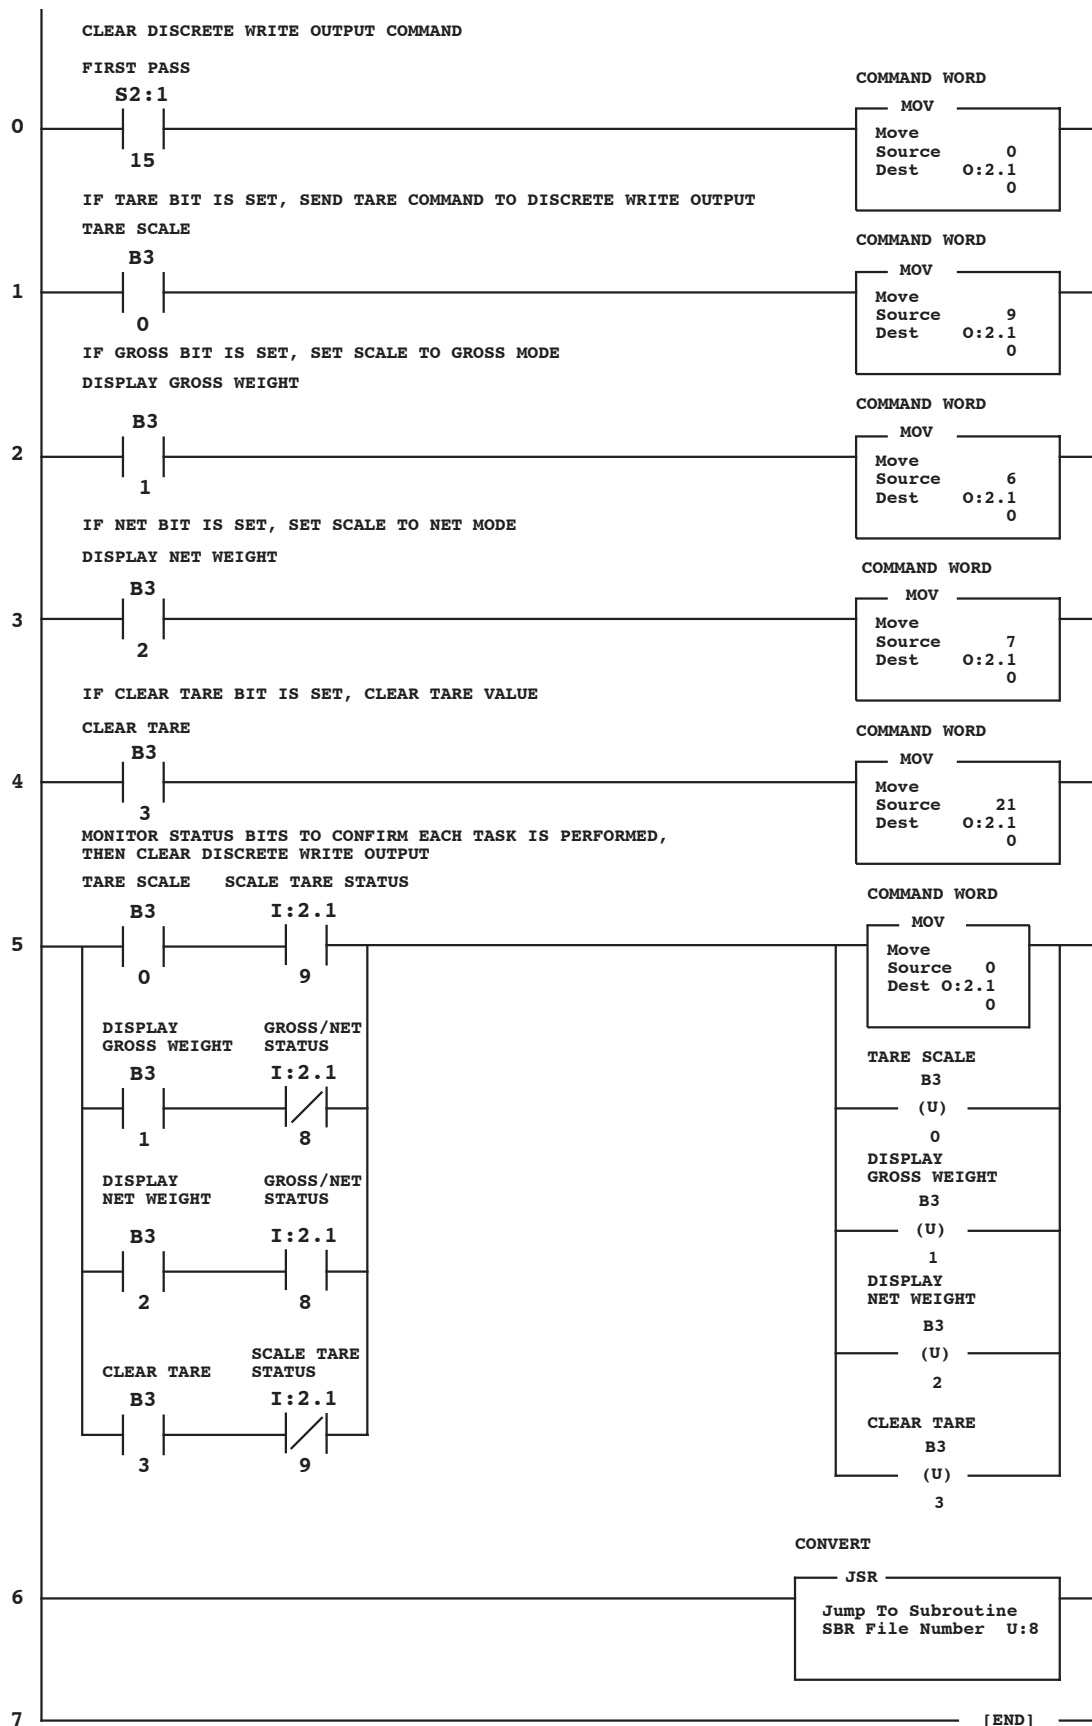 CLEAR DISCRETE WRITE OUTPUT COMMAND
FIRST PASS
S2:1
15
0
COMMAND WORD
MOV
Move
Source 0
Dest O:2.1
0
IF TARE BIT IS SET, SEND TARE COMMAND TO DISCRETE WRITE OUTPUT
TARE SCALE
B3
0
1
COMMAND WORD
MOV
Move
Source 9
Dest O:2.1
0
IF GROSS BIT IS SET, SET SCALE TO GROSS MODE
DISPLAY GROSS WEIGHT
B3
1
2
COMMAND WORD
MOV
Move
Source 6
Dest O:2.1
0
IF NET BIT IS SET, SET SCALE TO NET MODE
DISPLAY NET WEIGHT
B3
2
3
COMMAND WORD
MOV
Move
Source 7
Dest O:2.1
0
IF CLEAR TARE BIT IS SET, CLEAR TARE VALUE
CLEAR TARE
B3
3
4
COMMAND WORD
MOV
Move
Source 21
Dest O:2.1
0
MONITOR STATUS BITS TO CONFIRM EACH TASK IS PERFORMED,
THEN CLEAR DISCRETE WRITE OUTPUT
TARE SCALE SCALE TARE STATUS
B3 I:2.1
5
0 9
DISPLAY GROSS/NET
GROSS WEIGHT STATUS
B3 I:2.1
1 8
DISPLAY GROSS/NET
NET WEIGHT STATUS
B3 I:2.1
2 8
SCALE TARE
CLEAR TARE STATUS
B3 I:2.1
3 9
COMMAND WORD
MOV
Move
Source 0
Dest O:2.1
0
TARE SCALE
B3
(U)
0
DISPLAY
GROSS WEIGHT
B3
(U)
1
DISPLAY
NET WEIGHT
B3
(U)
2
CLEAR TARE
B3
(U)
3
CONVERT
6
JSR
Jump To Subroutine
SBR File Number U:8
7
[END]